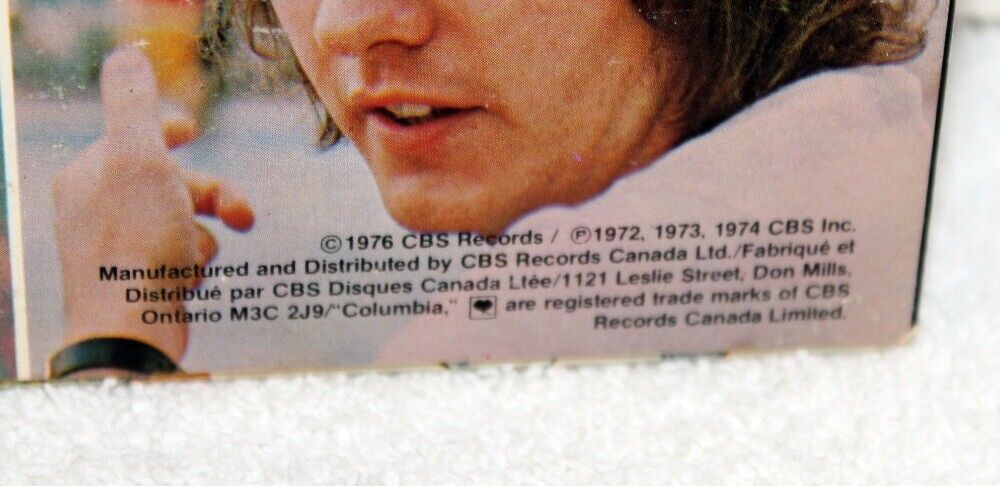 ©1976 CBS Records / ℗1972, 1973, 1974 CBS Inc.
Manufactured and Distributed by CBS Records Canada Ltd./Fabriqué et
Distribué par CBS Disques Canada Ltée/1121 Leslie Street, Don Mills,
Ontario M3C 2J9/"Columbia," are registered trade marks of CBS
Records Canada Limited.